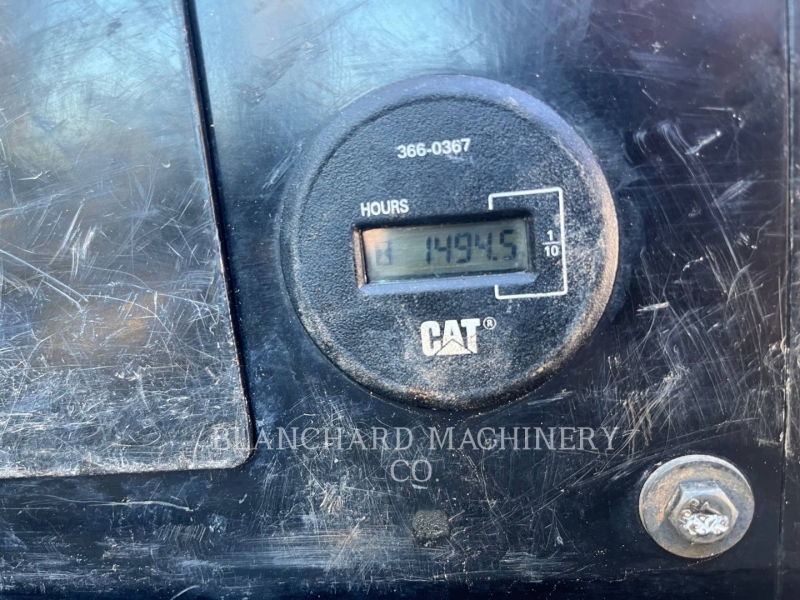 366-0367
HOURS
1494.5
1
10
CAT®
BLANCHARD MACHINERY
CO.